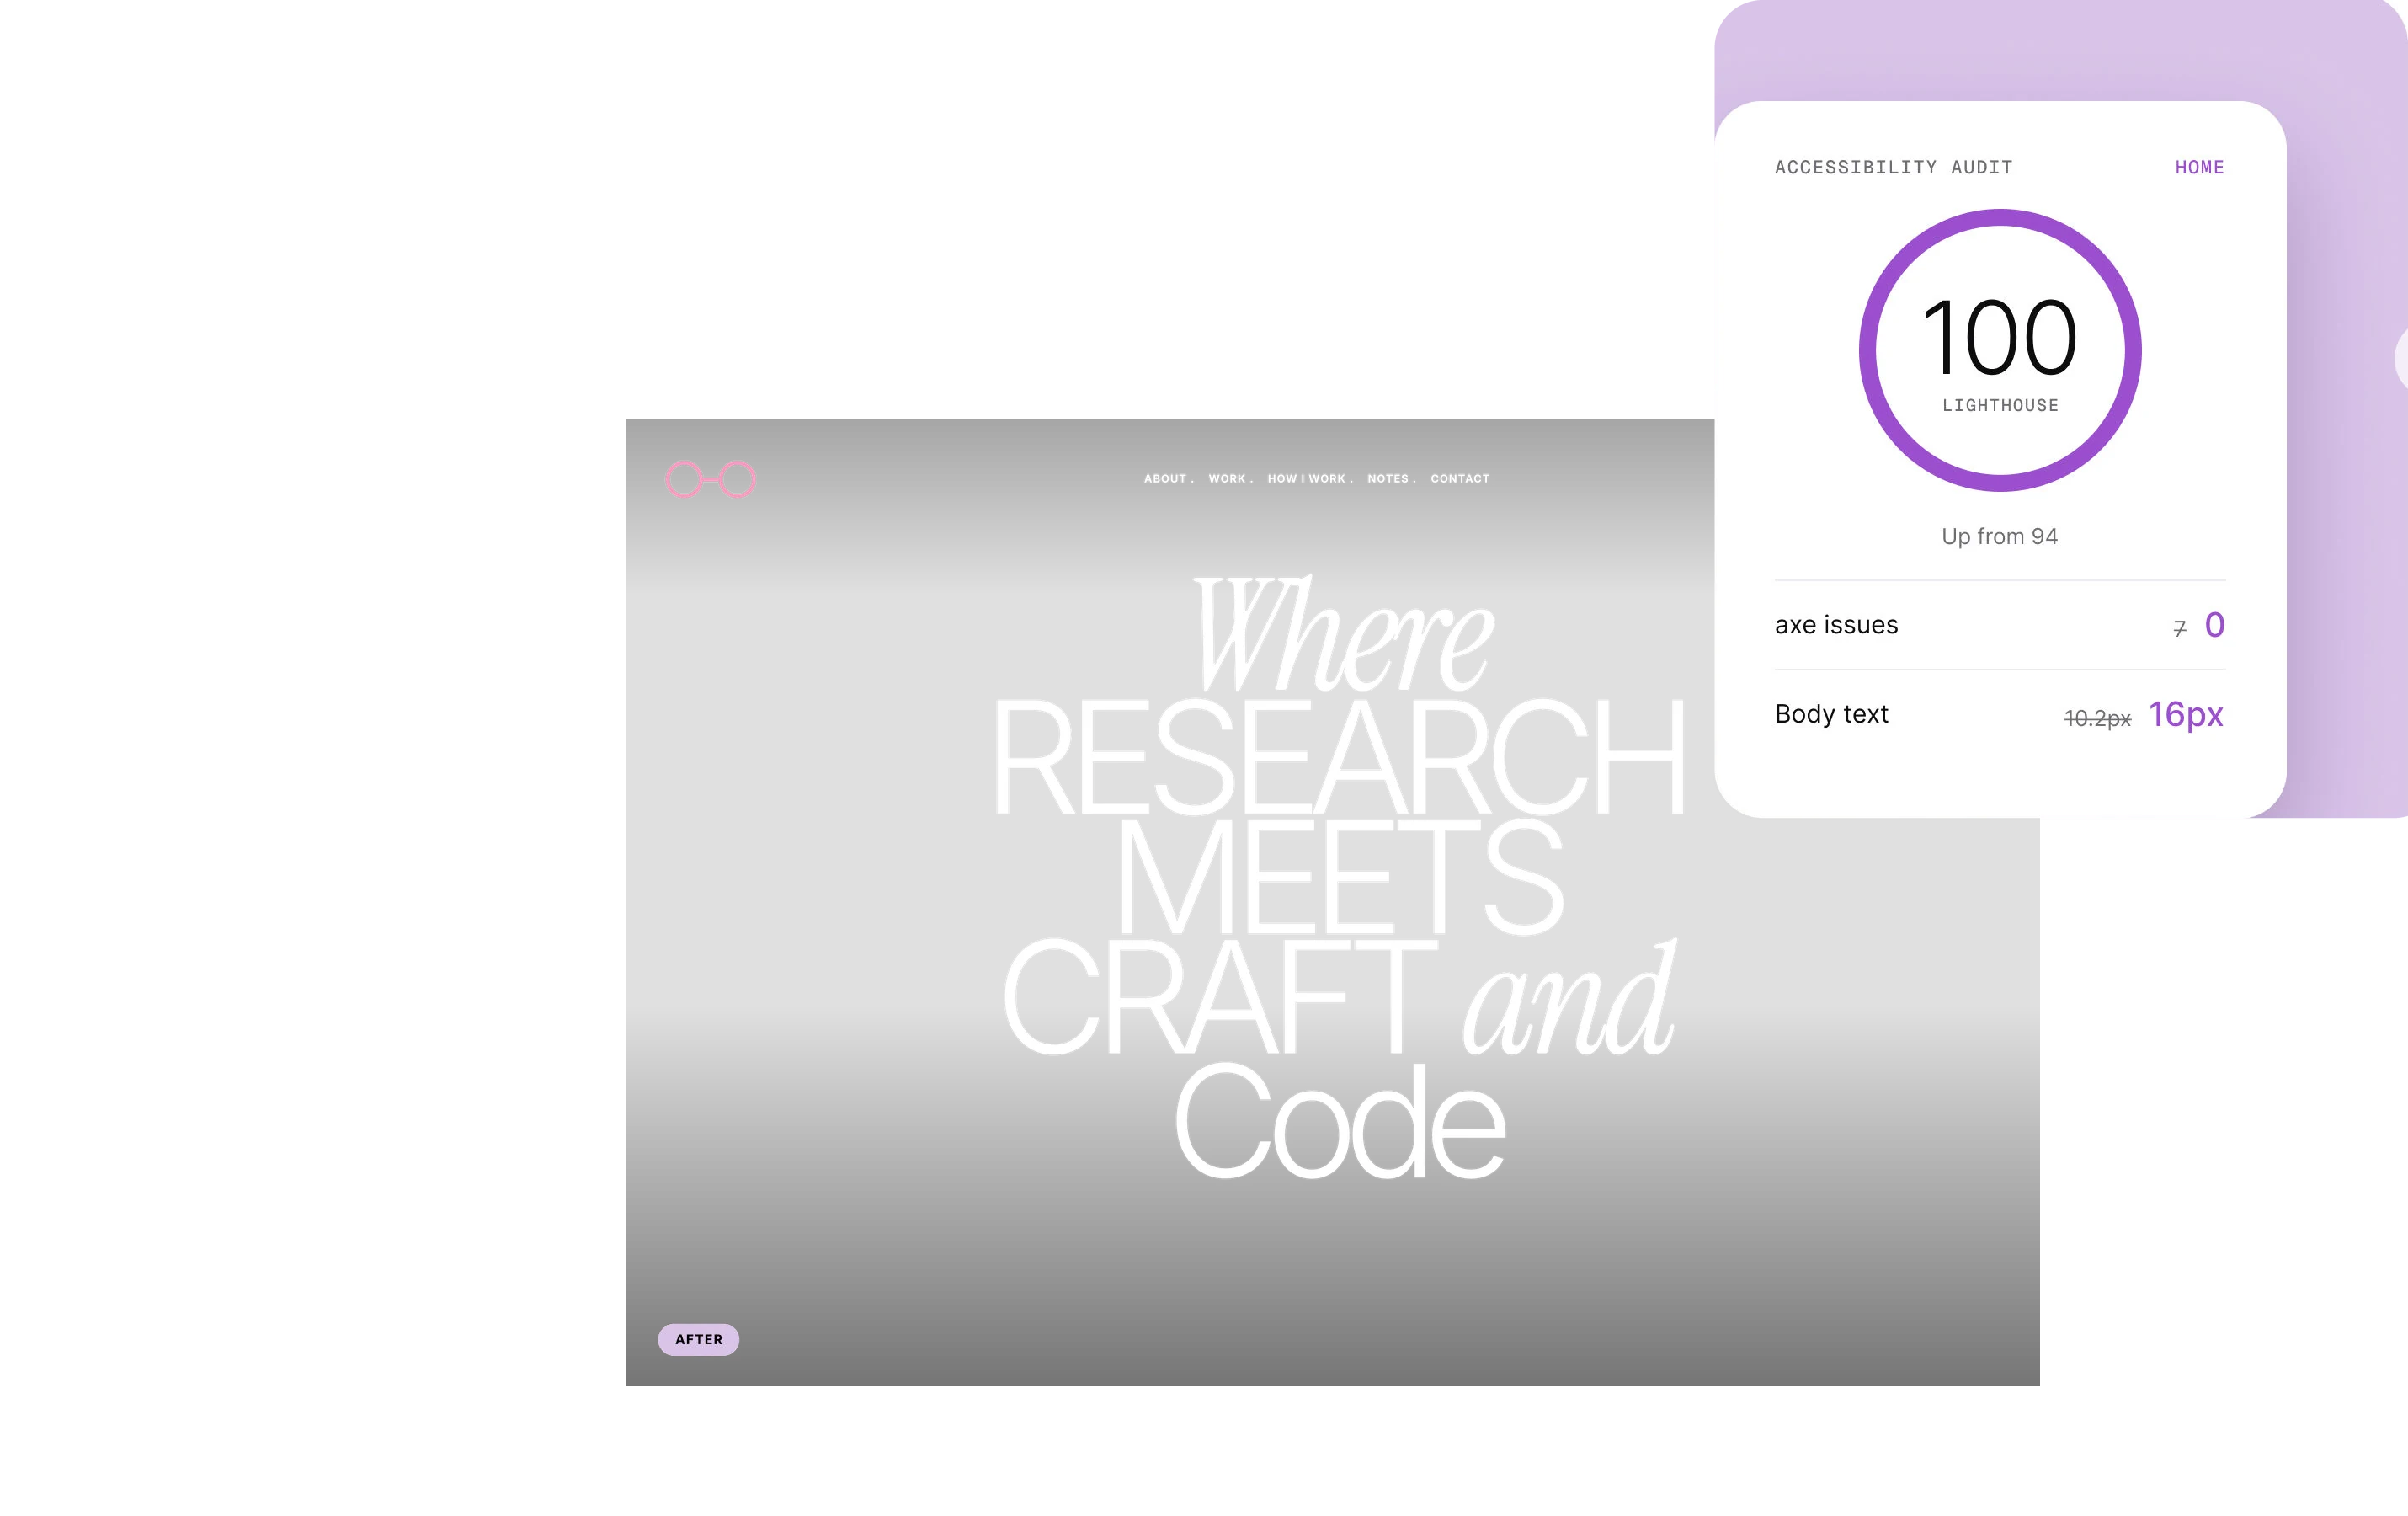 ACCESSIBILITY AUDIT HOME
100
LIGHTHOUSE
Up from 94
axe issues 7 0
Body text 10.2px 16px
ABOUT . WORK . HOW I WORK . NOTES . CONTACT
Where
RESEARCH
MEETS
CRAFT and
Code
AFTER